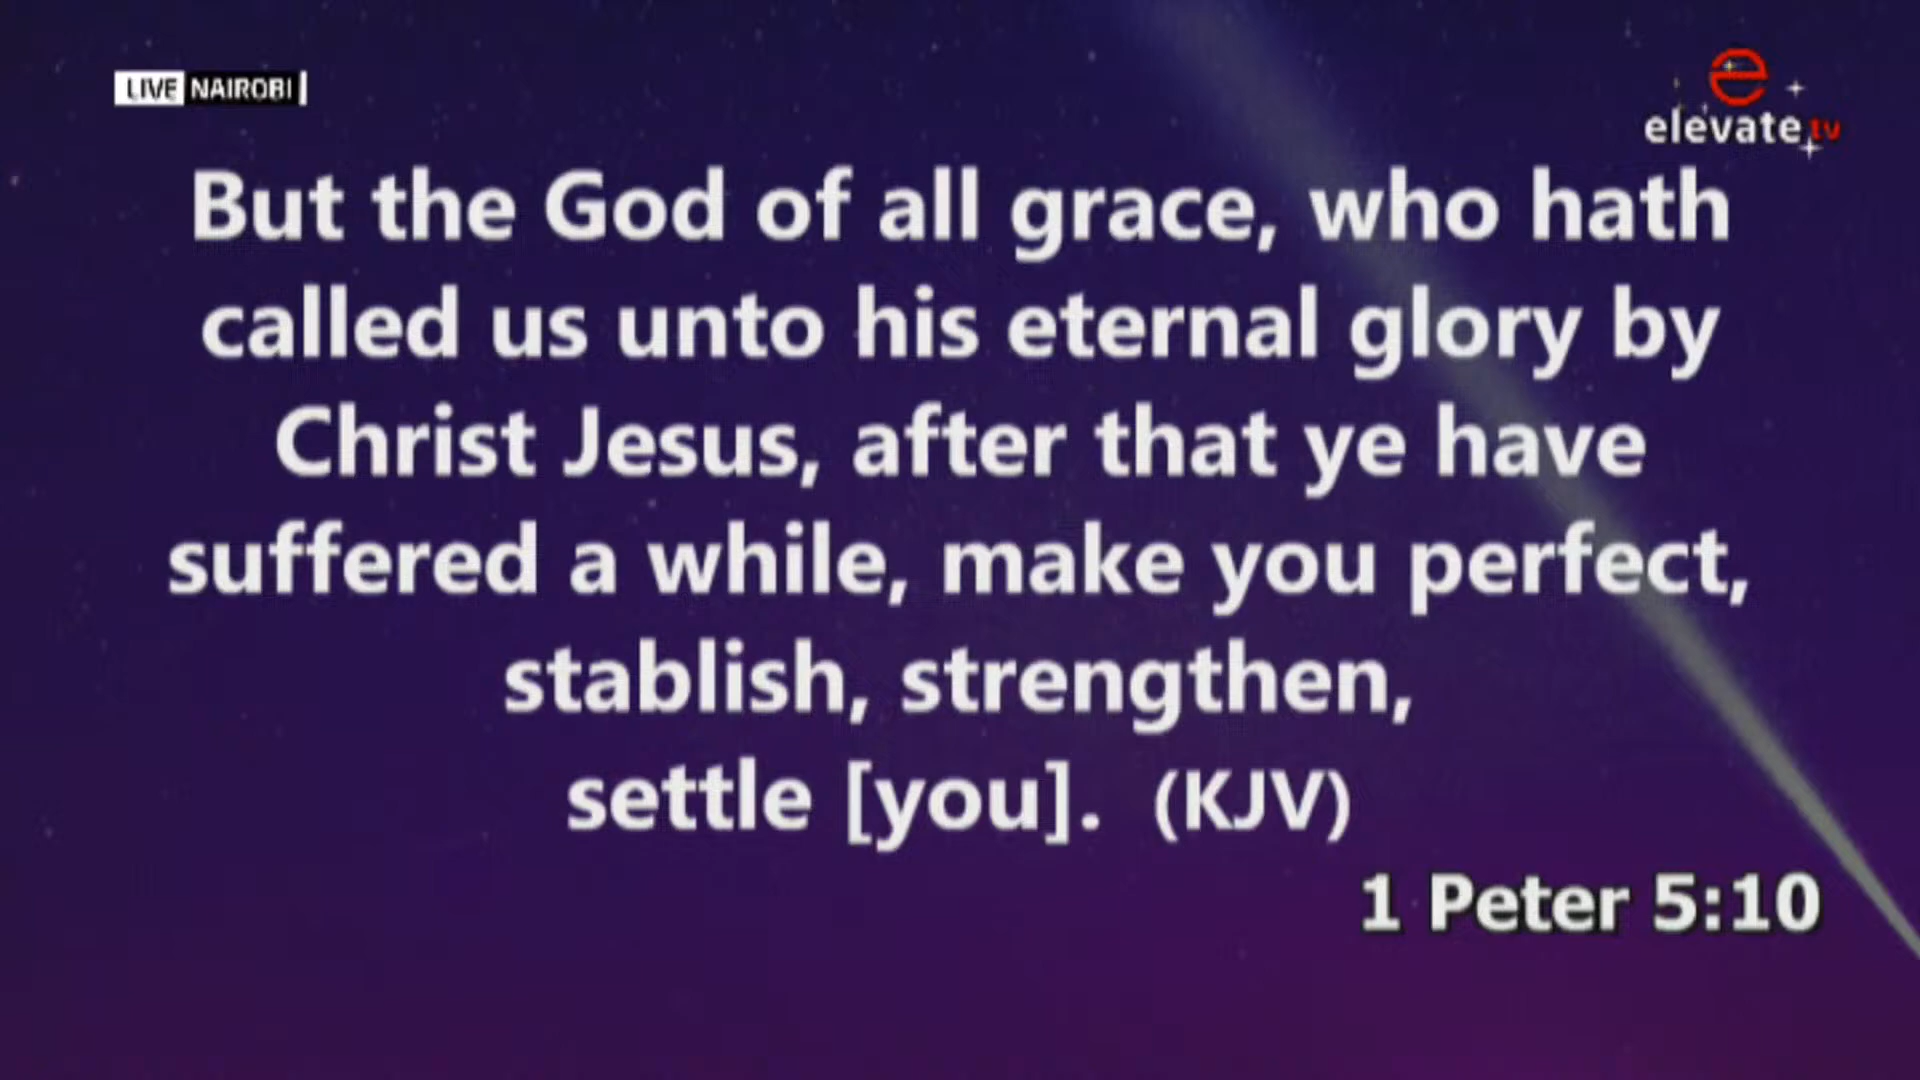 LIVE NAIROBI
e
elevate.tv
But the God of all grace, who hath
called us unto his eternal glory by
Christ Jesus, after that ye have
suffered a while, make you perfect,
stablish, strengthen,
settle [you]. (KJV)
1 Peter 5:10